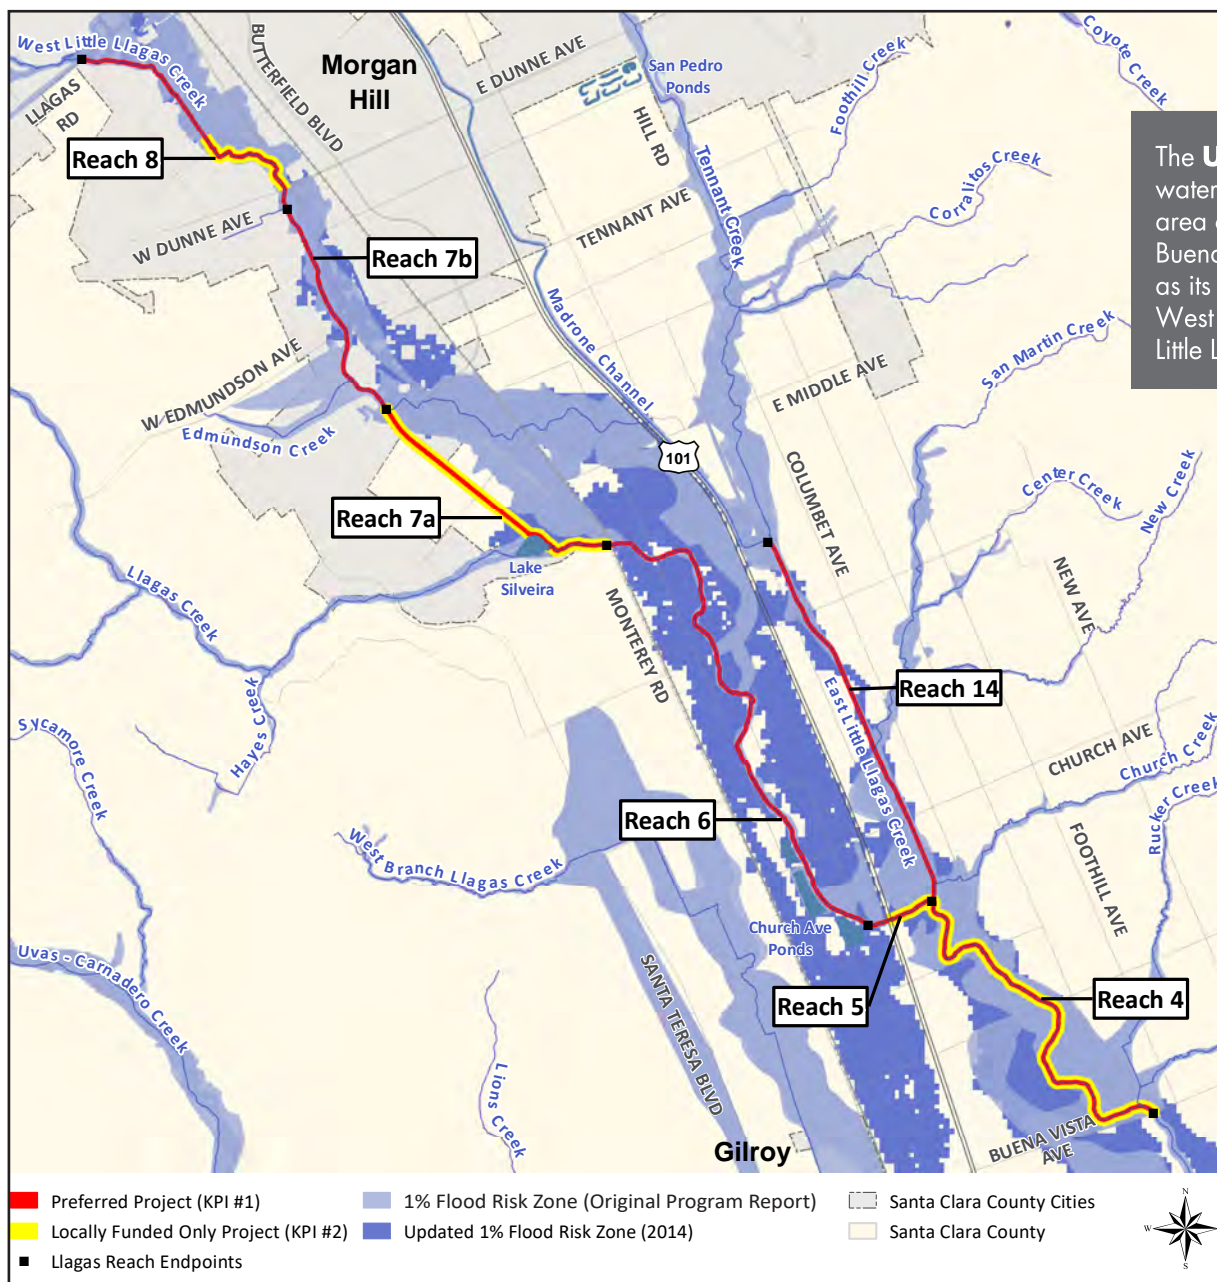 West Little Llagas Creek
BUTTERFIELD BLVD
Morgan
Hill
E DUNNE AVE
San Pedro
Ponds
Foothill Creek
Coyote Creek
LLAGAS
RD
Reach 8
HILL RD
Tennant Creek
Corralitos Creek
The U
water
area
Buena
as its
West
Little L
W DUNNE AVE
Reach 7b
TENNANT AVE
Madrone Channel
San Martin Creek
W EDMUNDSON AVE
E MIDDLE AVE
Edmundson Creek
101
COLUMBET AVE
Center Creek
New Creek
Reach 7a
Lake
Silveira
NEW AVE
Llagas Creek
MONTEREY RD
Reach 14
Hayes Creek
East Little Llagas Creek
CHURCH AVE
Church Creek
Sycamore Creek
Rucker Creek
Reach 6
West Branch Llagas Creek
FOOTHILL AVE
Church Ave
Ponds
Uvas - Carnadero Creek
SANTA TERESA BLVD
Reach 5
Reach 4
Lions Creek
Gilroy
BUENA VISTA
AVE
Preferred Project (KPI #1)
Locally Funded Only Project (KPI #2)
Llagas Reach Endpoints
1% Flood Risk Zone (Original Program Report)
Updated 1% Flood Risk Zone (2014)
Santa Clara County Cities
Santa Clara County
N
W
E
S